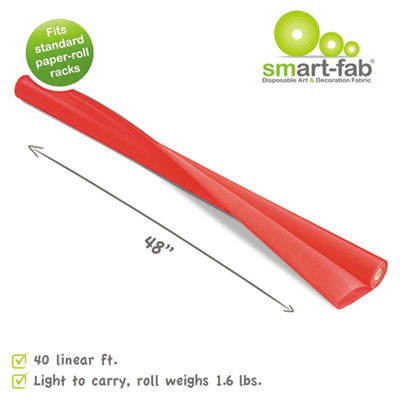 Fits
standard
paper-roll
racks
smart-fab®
Disposable Art & Decoration Fabric
48”
40 linear ft.
Light to carry, roll weighs 1.6 lbs.